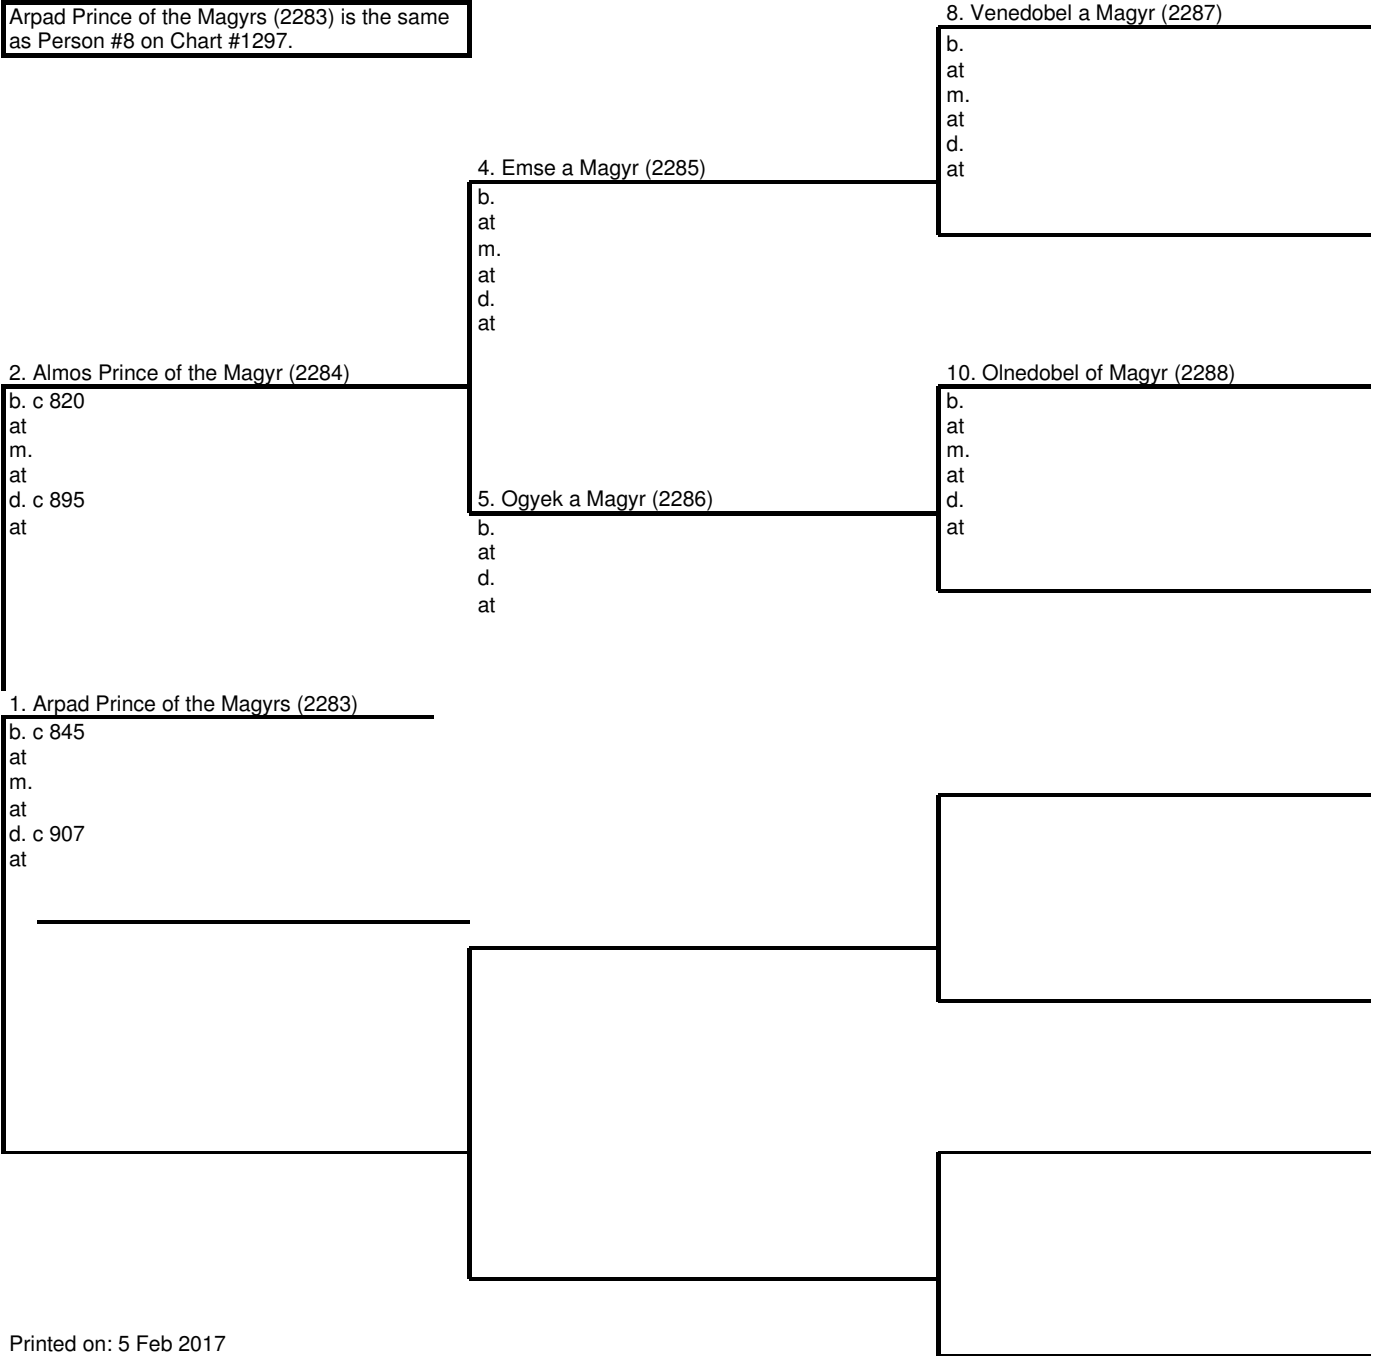 Arpad Prince of the Magyrs (2283) is the same
as Person #8 on Chart #1297.
8. Venedobel a Magyr (2287)
b.
at
m.
at
d.
at
4. Emse a Magyr (2285)
b.
at
m.
at
d.
at
2. Almos Prince of the Magyr (2284)
b. c 820
at
m.
at
d. c 895
at
10. Olnedobel of Magyr (2288)
b.
at
m.
at
d.
at
5. Ogyek a Magyr (2286)
b.
at
d.
at
1. Arpad Prince of the Magyrs (2283)
b. c 845
at
m.
at
d. c 907
at
Printed on: 5 Feb 2017